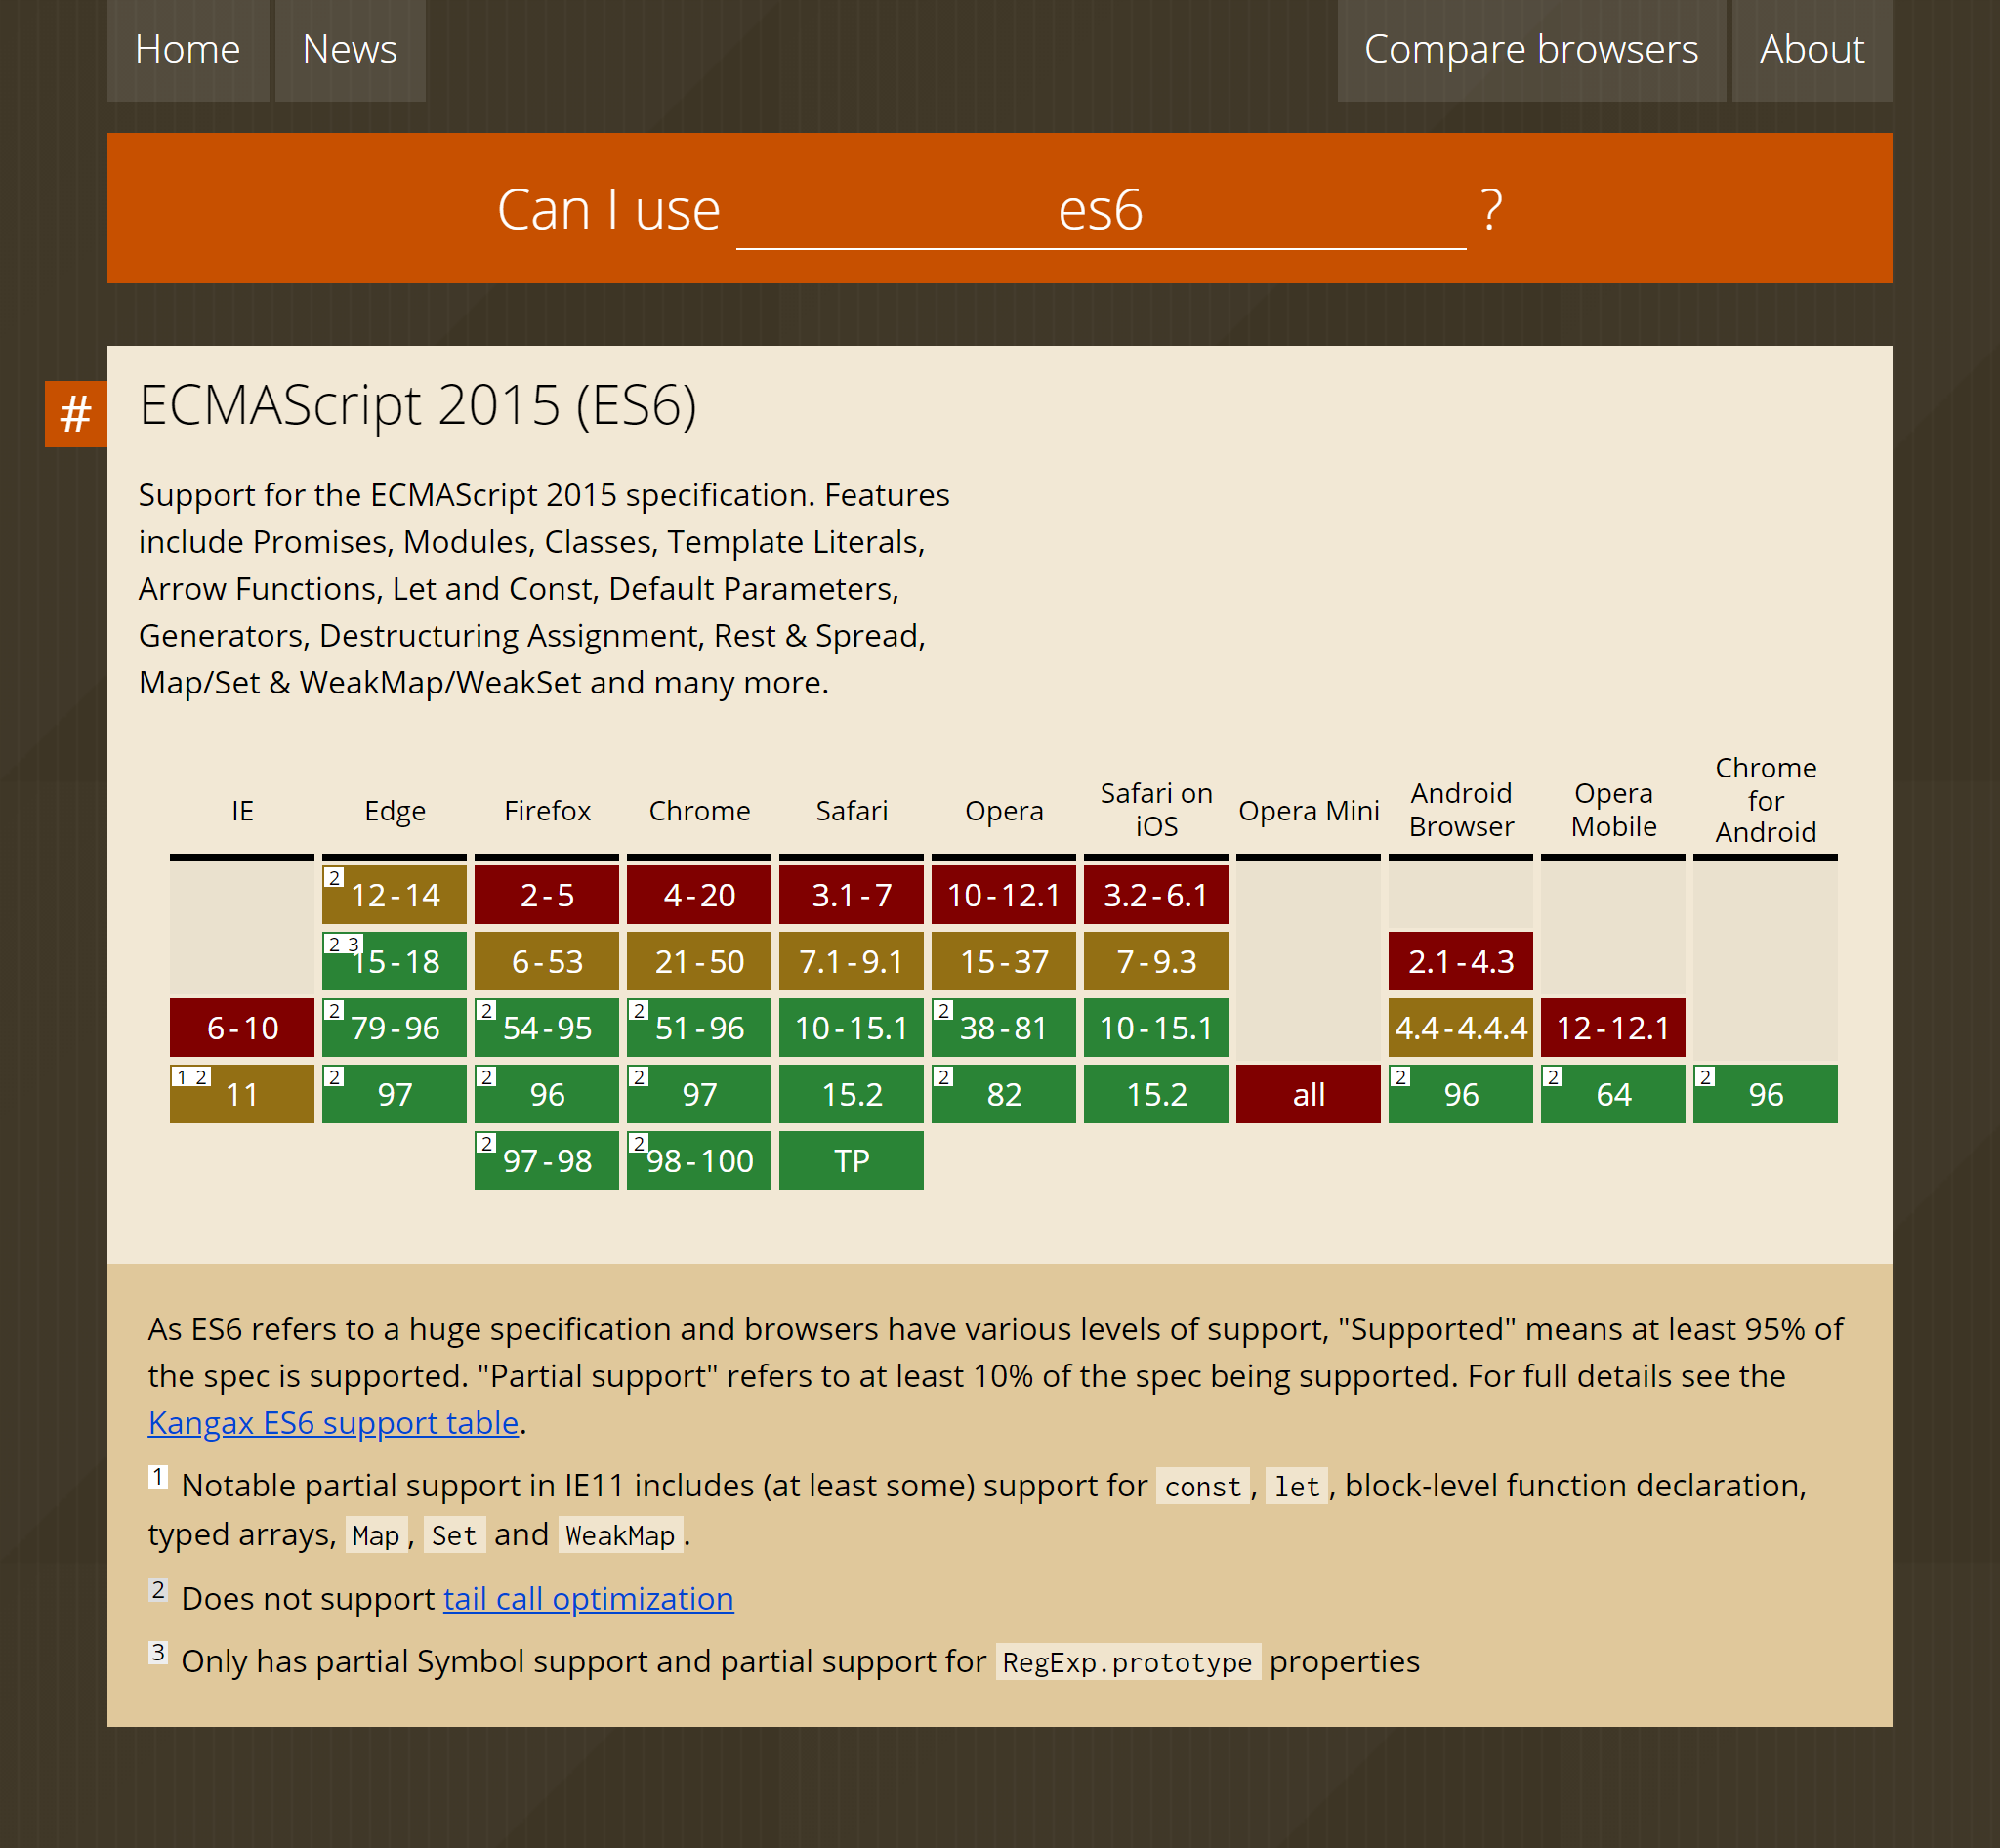 Home News Compare browsers About
Can I use es6 ?
#
ECMAScript 2015 (ES6)
Support for the ECMAScript 2015 specification. Features
include Promises, Modules, Classes, Template Literals,
Arrow Functions, Let and Const, Default Parameters,
Generators, Destructuring Assignment, Rest & Spread,
Map/Set & WeakMap/WeakSet and many more.
IE Edge Firefox Chrome Safari Opera Safari on iOS Opera Mini Android Browser Opera Mobile Chrome for Android
2 12-14 2-5 4-20 3.1-7 10-12.1 3.2-6.1
2 3 15-18 6-53 21-50 7.1-9.1 15-37 7-9.3 2.1-4.3
6-10 2 79-96 2 54-95 2 51-96 10-15.1 2 38-81 10-15.1 4.4-4.4.4 12-12.1
1 2 11 2 97 2 96 2 97 15.2 2 82 15.2 all 2 96 2 64 2 96
2 97-98 2 98-100 TP
As ES6 refers to a huge specification and browsers have various levels of support, "Supported" means at least 95% of
the spec is supported. "Partial support" refers to at least 10% of the spec being supported. For full details see the
Kangax ES6 support table.
1 Notable partial support in IE11 includes (at least some) support for const, let, block-level function declaration,
typed arrays, Map, Set and WeakMap.
2 Does not support tail call optimization
3 Only has partial Symbol support and partial support for RegExp.prototype properties